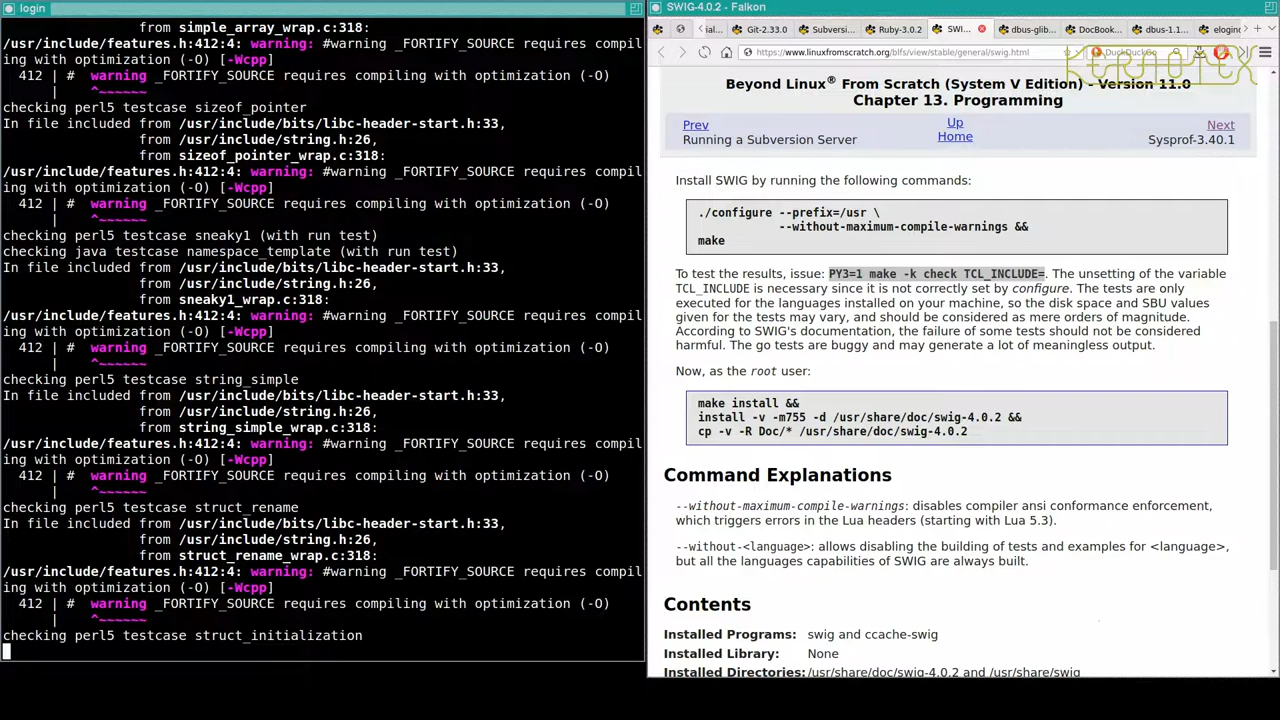 login
from simple_array_wrap.c:318:
/usr/include/features.h:412:4: warning: #warning _FORTIFY_SOURCE requires compil
ing with optimization (-O) [-Wcpp]
412 | #  warning _FORTIFY_SOURCE requires compiling with optimization (-O)
|    ^~~~~~~
checking perl5 testcase sizeof_pointer
In file included from /usr/include/bits/libc-header-start.h:33,
from /usr/include/string.h:26,
from sizeof_pointer_wrap.c:318:
/usr/include/features.h:412:4: warning: #warning _FORTIFY_SOURCE requires compil
ing with optimization (-O) [-Wcpp]
412 | #  warning _FORTIFY_SOURCE requires compiling with optimization (-O)
|    ^~~~~~~
checking perl5 testcase sneaky1 (with run test)
checking java testcase namespace_template (with run test)
In file included from /usr/include/bits/libc-header-start.h:33,
from /usr/include/string.h:26,
from sneaky1_wrap.c:318:
/usr/include/features.h:412:4: warning: #warning _FORTIFY_SOURCE requires compil
ing with optimization (-O) [-Wcpp]
412 | #  warning _FORTIFY_SOURCE requires compiling with optimization (-O)
|    ^~~~~~~
checking perl5 testcase string_simple
In file included from /usr/include/bits/libc-header-start.h:33,
from /usr/include/string.h:26,
from string_simple_wrap.c:318:
/usr/include/features.h:412:4: warning: #warning _FORTIFY_SOURCE requires compil
ing with optimization (-O) [-Wcpp]
412 | #  warning _FORTIFY_SOURCE requires compiling with optimization (-O)
|    ^~~~~~~
checking perl5 testcase struct_rename
In file included from /usr/include/bits/libc-header-start.h:33,
from /usr/include/string.h:26,
from struct_rename_wrap.c:318:
/usr/include/features.h:412:4: warning: #warning _FORTIFY_SOURCE requires compil
ing with optimization (-O) [-Wcpp]
412 | #  warning _FORTIFY_SOURCE requires compiling with optimization (-O)
|    ^~~~~~~
checking perl5 testcase struct_initialization
SWIG-4.0.2 - Falkon
Git-2.33.0 Subversi... Ruby-3.0.2 SWI... dbus-glib... DocBook... dbus-1.1... eloginc
https://www.linuxfromscratch.org/blfs/view/stable/general/swig.html DuckDuckGo
KERNOTEX
Beyond Linux® From Scratch (System V Edition) - Version 11.0
Chapter 13. Programming
Prev Up Next
Running a Subversion Server Home Sysprof-3.40.1
Install SWIG by running the following commands:
./configure --prefix=/usr \
--without-maximum-compile-warnings &&
make
To test the results, issue: PY3=1 make -k check TCL_INCLUDE=. The unsetting of the variable
TCL_INCLUDE is necessary since it is not correctly set by configure. The tests are only
executed for the languages installed on your machine, so the disk space and SBU values
given for the tests may vary, and should be considered as mere orders of magnitude.
According to SWIG's documentation, the failure of some tests should not be considered
harmful. The go tests are buggy and may generate a lot of meaningless output.
Now, as the root user:
make install &&
install -v -m755 -d /usr/share/doc/swig-4.0.2 &&
cp -v -R Doc/* /usr/share/doc/swig-4.0.2
Command Explanations
--without-maximum-compile-warnings: disables compiler ansi conformance enforcement,
which triggers errors in the Lua headers (starting with Lua 5.3).
--without-<language>: allows disabling the building of tests and examples for <language>,
but all the languages capabilities of SWIG are always built.
Contents
Installed Programs: swig and ccache-swig
Installed Library: None
Installed Directories: /usr/share/doc/swig-4.0.2 and /usr/share/swig